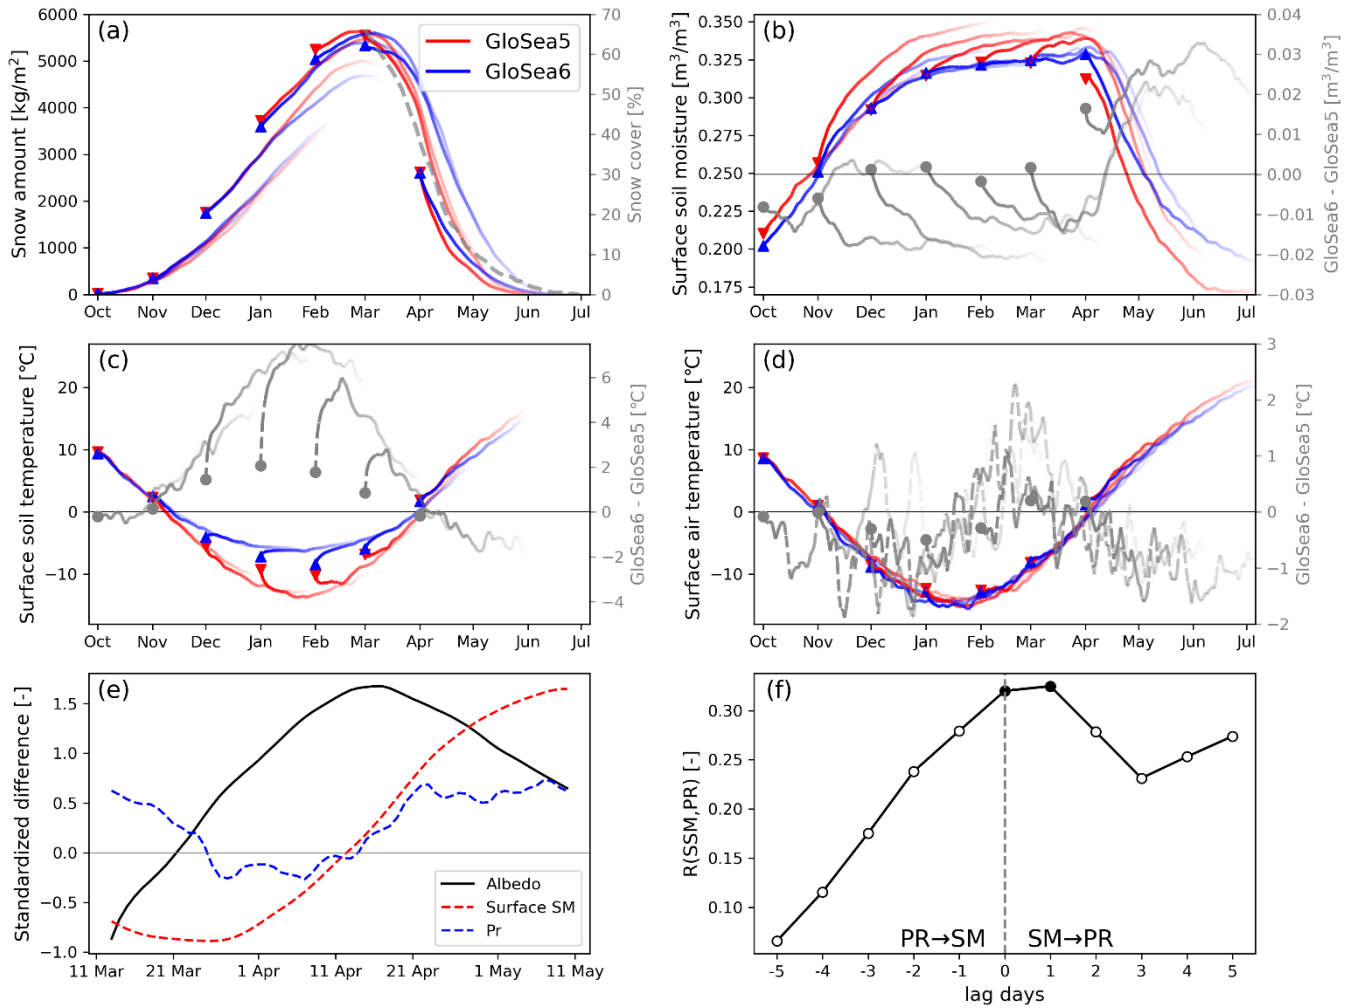 (a)
GloSea5
GloSea6
Snow amount [kg/m²]
6000
5000
4000
3000
2000
1000
0
Oct Nov Dec Jan Feb Mar Apr May Jun Jul
70
60
50
40
30
20
10
0
Snow cover [%]
(b)
Surface soil moisture [m³/m³]
0.350
0.325
0.300
0.275
0.250
0.225
0.200
0.175
Oct Nov Dec Jan Feb Mar Apr May Jun Jul
0.04
0.03
0.02
0.01
0.00
−0.01
−0.02
−0.03
GloSea6 - GloSea5 [m³/m³]
(c)
Surface soil temperature [℃]
20
10
0
−10
Oct Nov Dec Jan Feb Mar Apr May Jun Jul
6
4
2
0
−2
−4
GloSea6 - GloSea5 [℃]
(d)
Surface air temperature [℃]
20
10
0
−10
Oct Nov Dec Jan Feb Mar Apr May Jun Jul
3
2
1
0
−1
−2
GloSea6 - GloSea5 [℃]
(e)
Standardized difference [-]
1.5
1.0
0.5
0.0
−0.5
−1.0
Albedo
Surface SM
Pr
11 Mar 21 Mar 1 Apr 11 Apr 21 Apr 1 May 11 May
(f)
R(SSM,PR) [-]
0.30
0.25
0.20
0.15
0.10
PR→SM SM→PR
-5 -4 -3 -2 -1 0 1 2 3 4 5
lag days